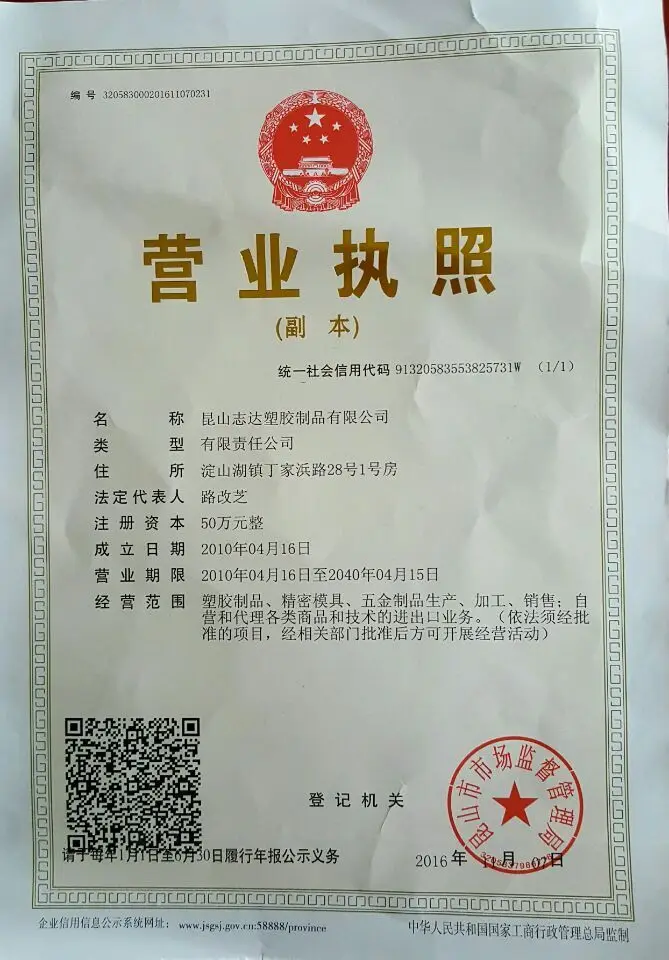 编 号 320583000201611070231
营业执照
(副 本)
统一社会信用代码 91320583553825731W (1/1)
名 称 昆山志达塑胶制品有限公司
类 型 有限责任公司
住 所 淀山湖镇丁家浜路28号1号房
法定代表人 路改芝
注册资本 50万元整
成立日期 2010年04月16日
营业期限 2010年04月16日至2040年04月15日
经营范围 塑胶制品、精密模具、五金制品生产、加工、销售；自
营和代理各类商品和技术的进出口业务。（依法须经批
准的项目，经相关部门批准后方可开展经营活动）
昆山市市场监督管理局
登记机关
请于每年1月1日至6月30日履行年报公示义务
2016 年 11月 07日
企业信用信息公示系统网址： www.jsgsj.gov.cn:58888/province
中华人民共和国国家工商行政管理总局监制